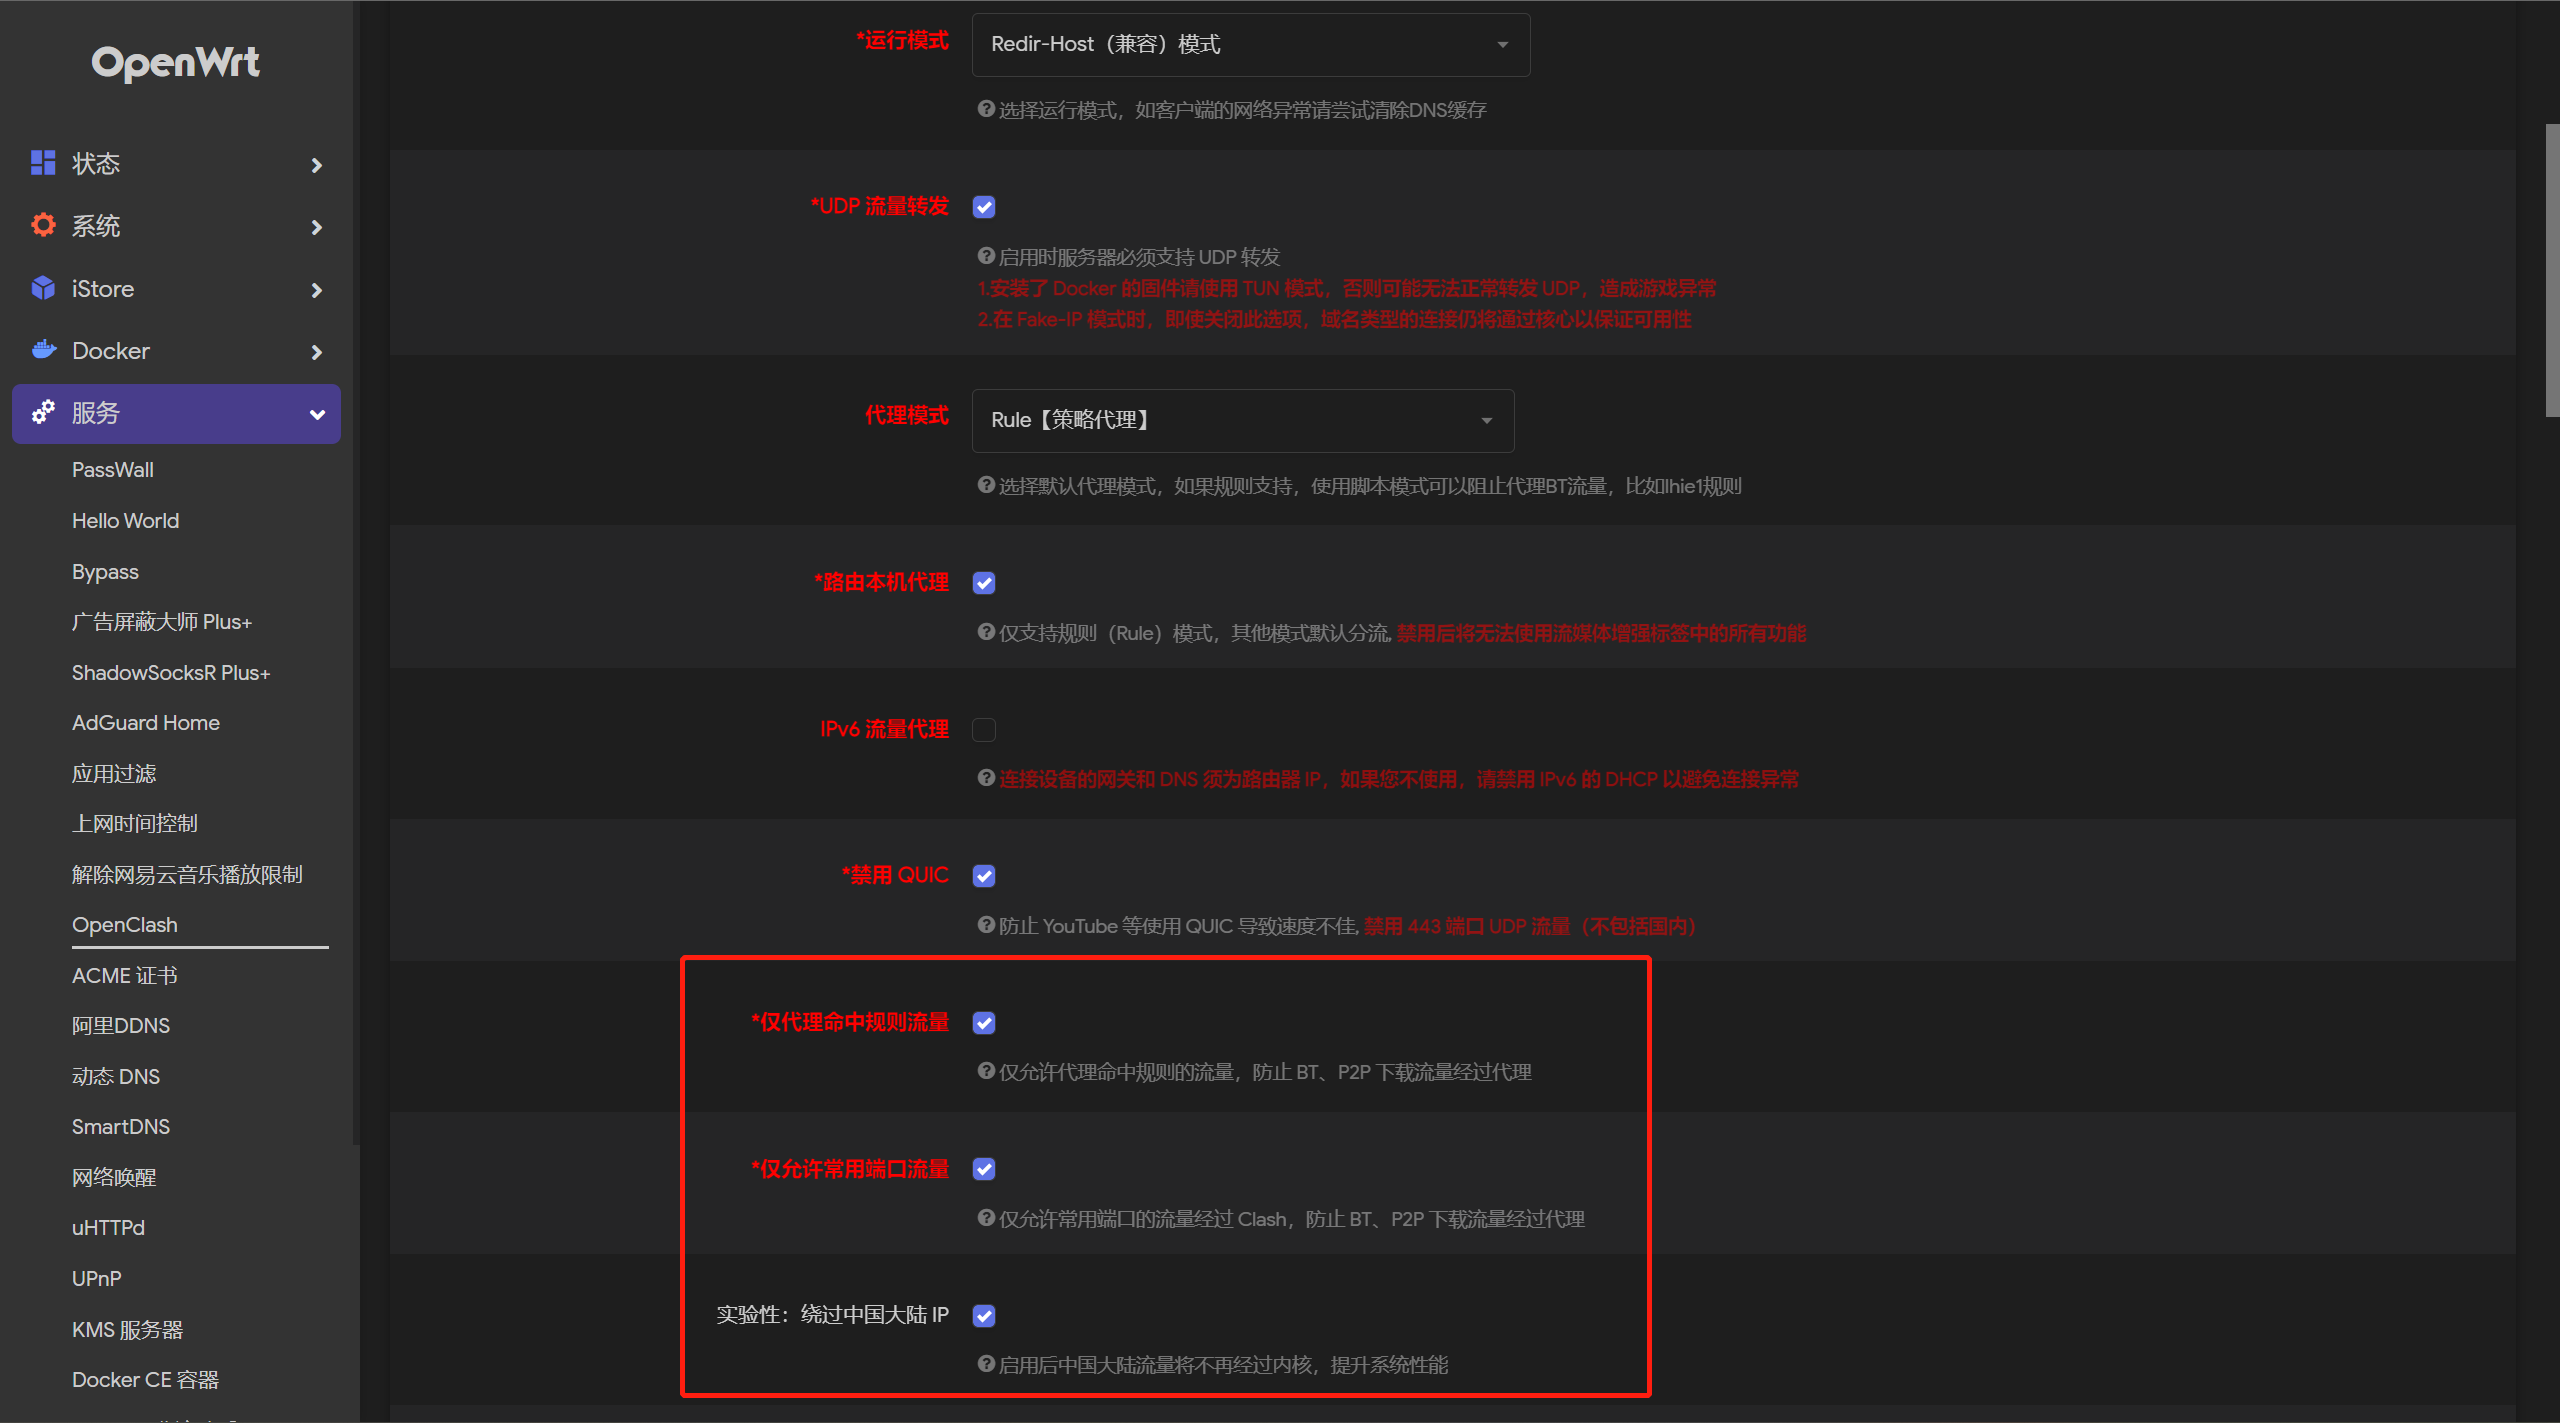 OpenWrt
状态
系统
iStore
Docker
服务
PassWall
Hello World
Bypass
广告屏蔽大师 Plus+
ShadowSocksR Plus+
AdGuard Home
应用过滤
上网时间控制
解除网易云音乐播放限制
OpenClash
ACME 证书
阿里DDNS
动态 DNS
SmartDNS
网络唤醒
uHTTPd
UPnP
KMS 服务器
Docker CE 容器
*运行模式
Redir-Host（兼容）模式
选择运行模式，如客户端的网络异常请尝试清除DNS缓存
*UDP 流量转发
启用时服务器必须支持 UDP 转发
1.安装了 Docker 的固件请使用 TUN 模式，否则可能无法正常转发 UDP，造成游戏异常
2.在 Fake-IP 模式时，即使关闭此选项，域名类型的连接仍将通过核心以保证可用性
代理模式
Rule【策略代理】
选择默认代理模式，如果规则支持，使用脚本模式可以阻止代理BT流量，比如lhie1规则
*路由本机代理
仅支持规则（Rule）模式，其他模式默认分流, 禁用后将无法使用流媒体增强标签中的所有功能
IPv6 流量代理
连接设备的网关和 DNS 须为路由器 IP，如果您不使用，请禁用 IPv6 的 DHCP 以避免连接异常
*禁用 QUIC
防止 YouTube 等使用 QUIC 导致速度不佳, 禁用 443 端口 UDP 流量（不包括国内）
*仅代理命中规则流量
仅允许代理命中规则的流量，防止 BT、P2P 下载流量经过代理
*仅允许常用端口流量
仅允许常用端口的流量经过 Clash，防止 BT、P2P 下载流量经过代理
实验性：绕过中国大陆 IP
启用后中国大陆流量将不再经过内核，提升系统性能